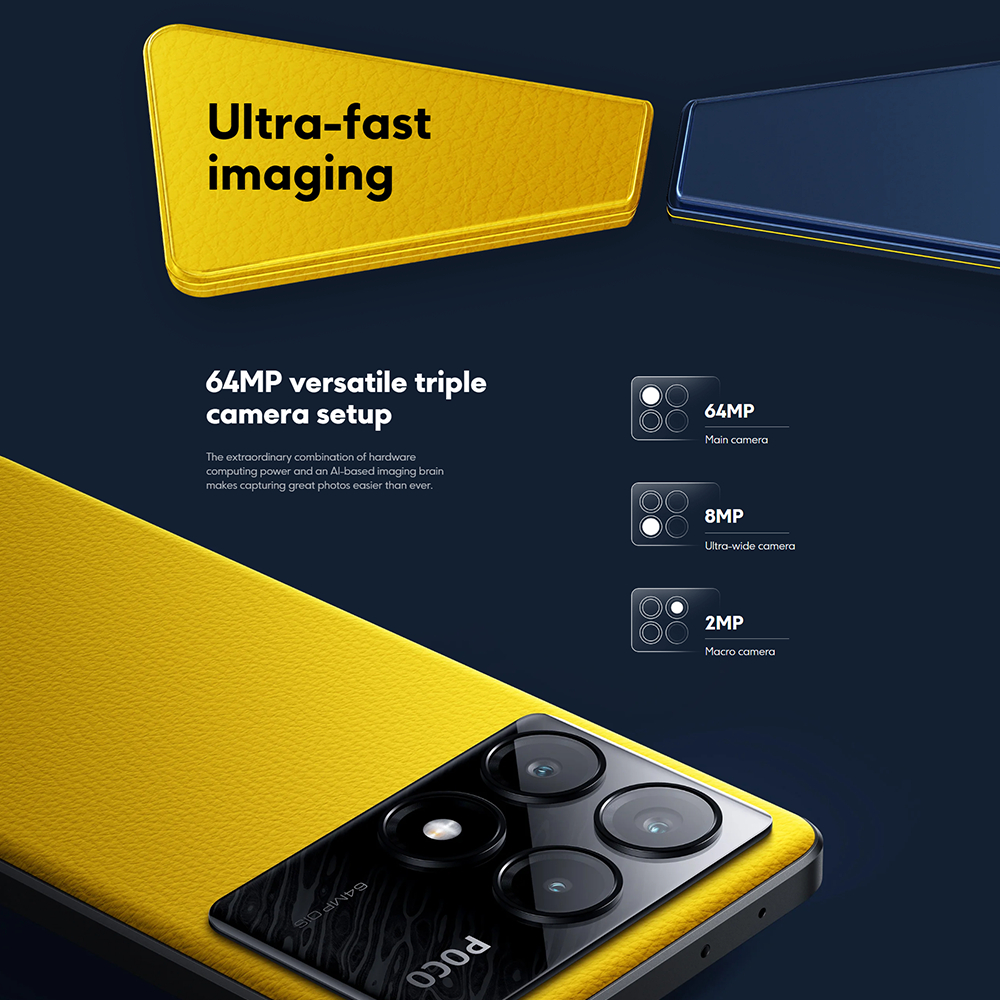 Ultra-fast
imaging
64MP versatile triple
camera setup
The extraordinary combination of hardware
computing power and an AI-based imaging brain
makes capturing great photos easier than ever.
64MP
Main camera
8MP
Ultra-wide camera
2MP
Macro camera
64MP OIS
POCO